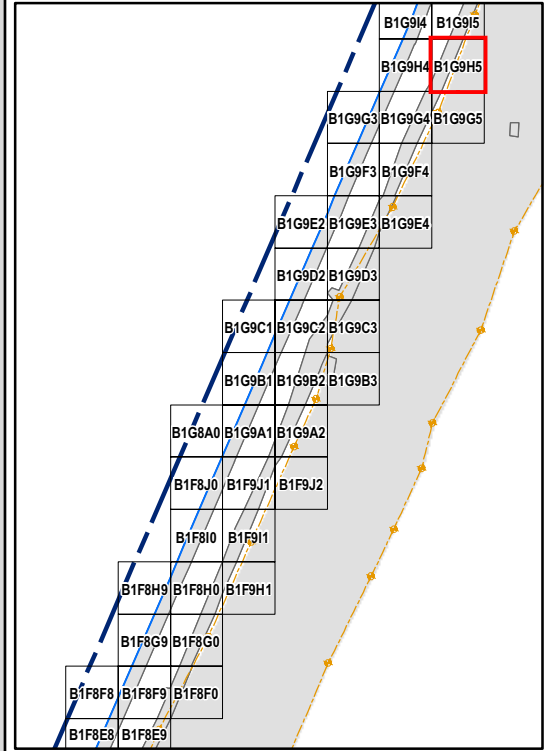 B1G9I4 B1G9I5
B1G9H4 B1G9H5
B1G9G3 B1G9G4 B1G9G5
B1G9F3 B1G9F4
B1G9E2 B1G9E3 B1G9E4
B1G9D2 B1G9D3
B1G9C1 B1G9C2 B1G9C3
B1G9B1 B1G9B2 B1G9B3
B1G8A0 B1G9A1 B1G9A2
B1F8J0 B1F9J1 B1F9J2
B1F8I0 B1F9I1
B1F8H9 B1F8H0 B1F9H1
B1F8G9 B1F8G0
B1F8F8 B1F8F9 B1F8F0
B1F8E8 B1F8E9